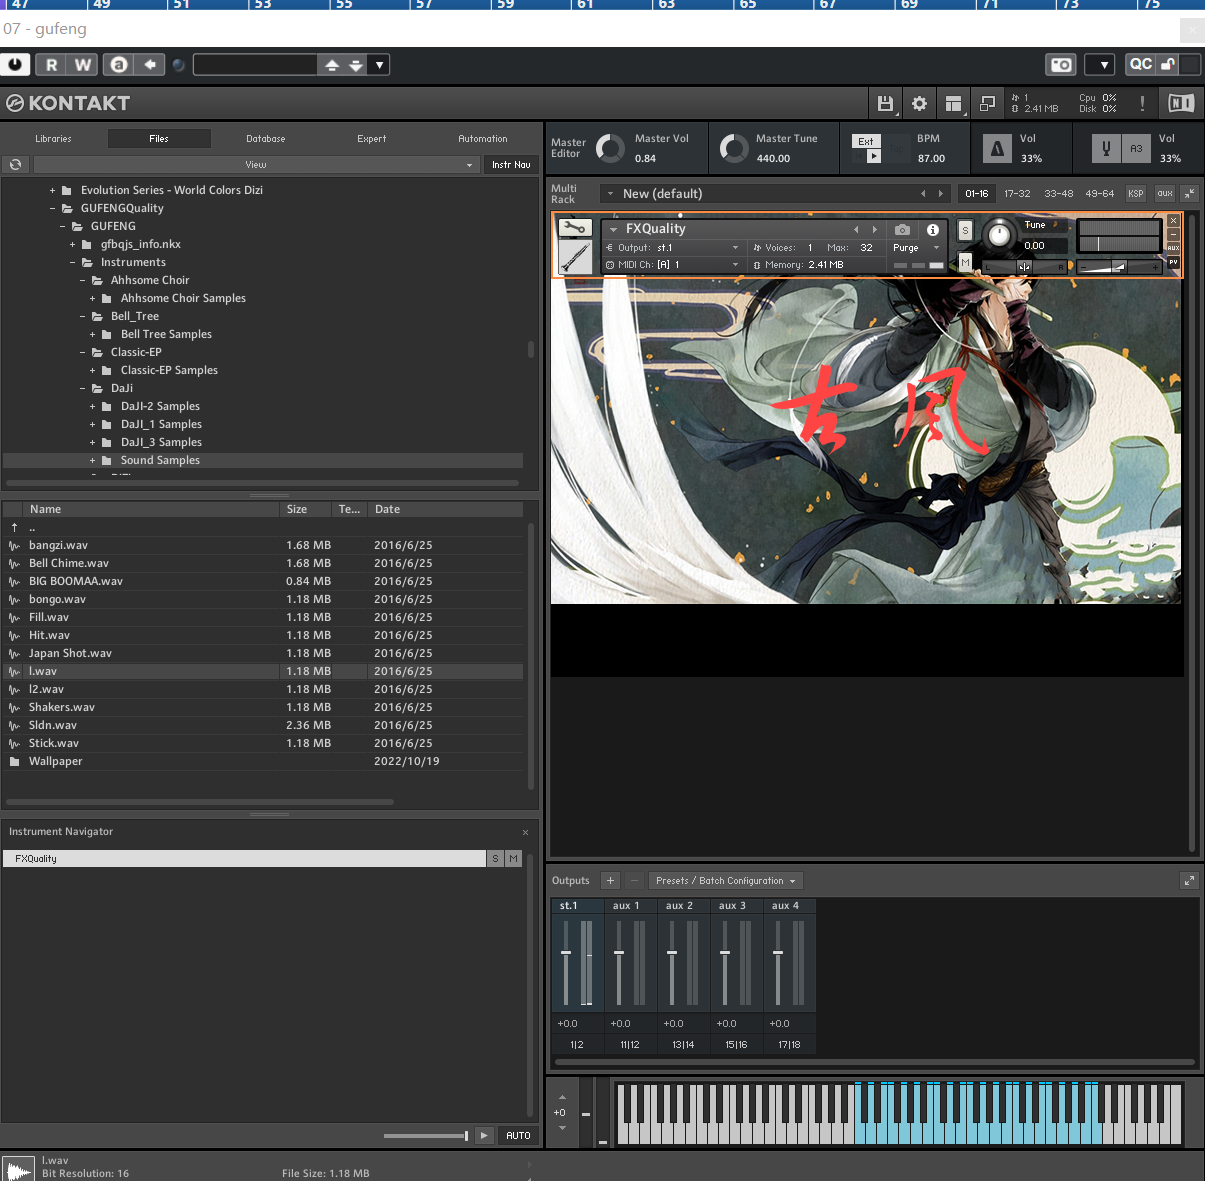 47 49 51 53 55 57 59 61 63 65 67 69 71 73 75
07 - gufeng
R W a QC
KONTAKT
1
2.41 MB
Cpu 0%
Disk 0%
!
NI
Libraries Files Database Expert Automation
View Instr Nav
+ Evolution Series - World Colors Dizi
- GUFENGQuality
- GUFENG
+ gfbqjs_info.nkx
- Instruments
- Ahhsome Choir
+ Ahhsome Choir Samples
- Bell_Tree
+ Bell Tree Samples
- Classic-EP
+ Classic-EP Samples
- DaJi
+ DaJI-2 Samples
+ DaJI_1 Samples
+ DaJI_3 Samples
+ Sound Samples
Name Size Te... Date
..
bangzi.wav 1.68 MB 2016/6/25
Bell Chime.wav 1.68 MB 2016/6/25
BIG BOOMAA.wav 0.84 MB 2016/6/25
bongo.wav 1.18 MB 2016/6/25
Fill.wav 1.18 MB 2016/6/25
Hit.wav 1.18 MB 2016/6/25
Japan Shot.wav 1.18 MB 2016/6/25
l.wav 1.18 MB 2016/6/25
l2.wav 1.18 MB 2016/6/25
Shakers.wav 1.18 MB 2016/6/25
Sldn.wav 2.36 MB 2016/6/25
Stick.wav 1.18 MB 2016/6/25
Wallpaper 2022/10/19
Instrument Navigator ×
FXQuality S M
AUTO
l.wav
Bit Resolution: 16 File Size: 1.18 MB
Master Editor
Master Vol
0.84
Master Tune
440.00
Ext
BPM
87.00
Vol
33%
A3
Vol
33%
Multi Rack
New (default) 01-16 17-32 33-48 49-64 KSP aux
FXQuality
Output: st.1 Voices: 1 Max: 32 Purge
MIDI Ch: [A] 1 Memory: 2.41 MB
S
M
Tune
0.00
L R
- +
×
-
AUX
PV
古风
Outputs + - Presets / Batch Configuration
st.1 aux 1 aux 2 aux 3 aux 4
+0.0 +0.0 +0.0 +0.0 +0.0
1|2 11|12 13|14 15|16 17|18
+0